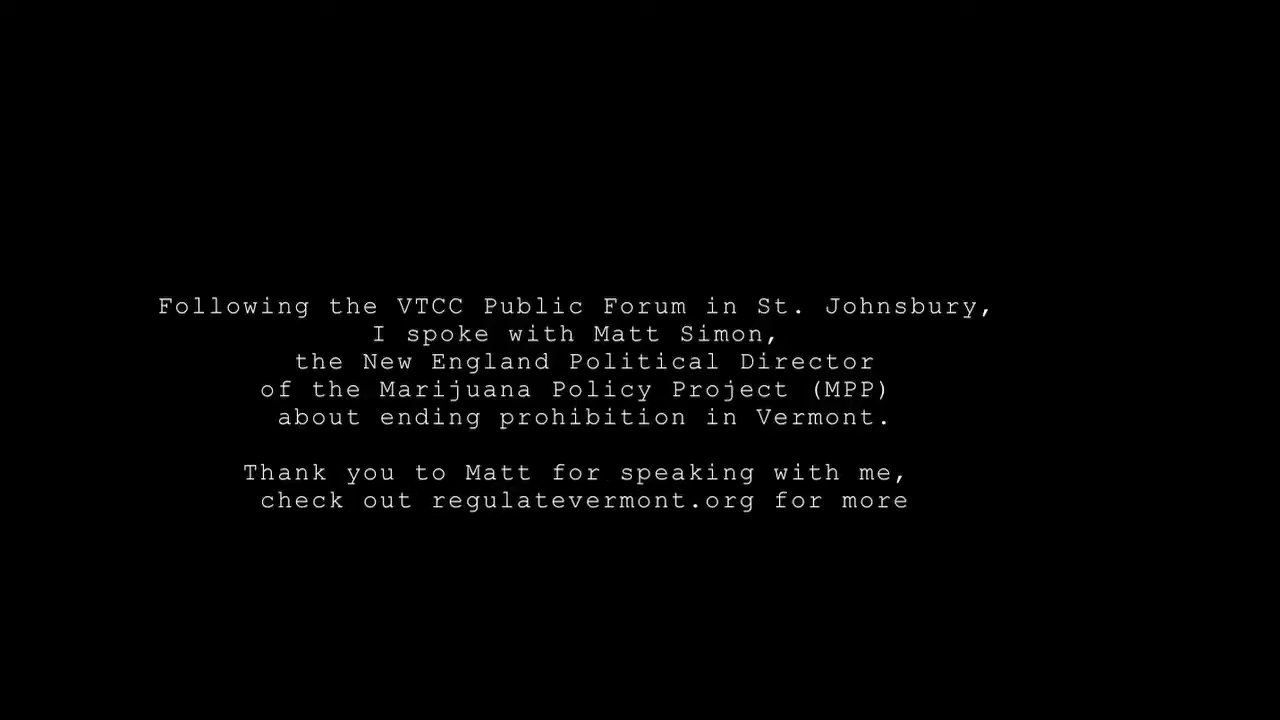 Following the VTCC Public Forum in St. Johnsbury,
I spoke with Matt Simon,
the New England Political Director
of the Marijuana Policy Project (MPP)
about ending prohibition in Vermont.
Thank you to Matt for speaking with me,
check out regulatevermont.org for more